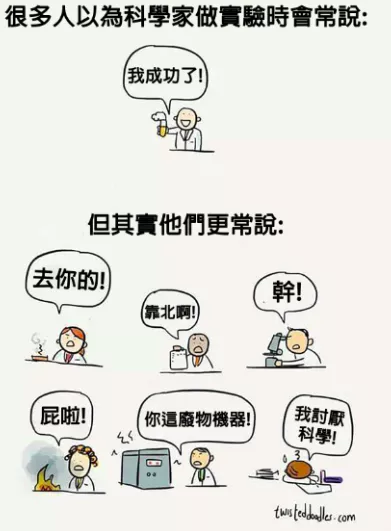 很多人以為科學家做實驗時會常說:
我成功了!
但其實他們更常說:
去你的!
靠北啊!
幹!
屁啦!
你這廢物機器!
我討厭
科學!
twisteddoodles.com